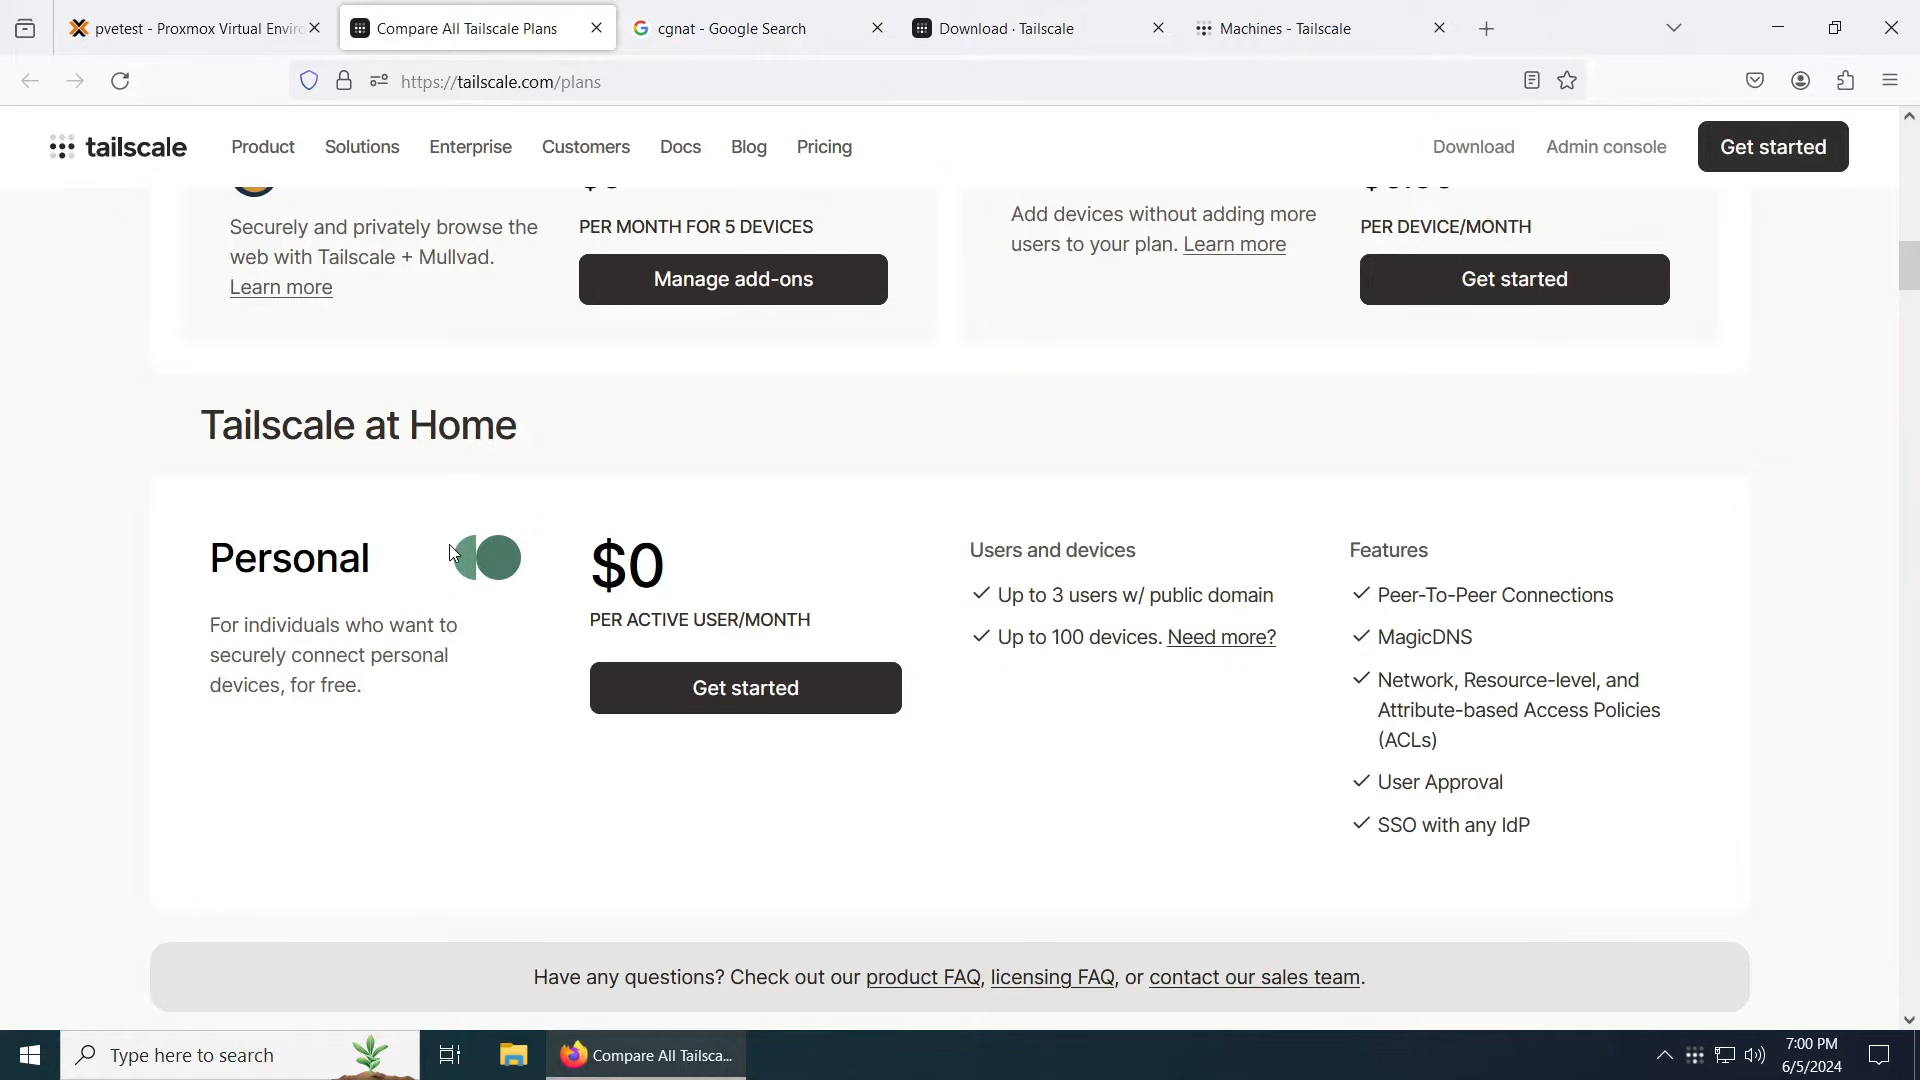 pvetest - Proxmox Virtual Enviro
Compare All Tailscale Plans
cgnat - Google Search
Download · Tailscale
Machines - Tailscale
https://tailscale.com/plans
tailscale
Product
Solutions
Enterprise
Customers
Docs
Blog
Pricing
Download
Admin console
Get started
Securely and privately browse the
web with Tailscale + Mullvad.
Learn more
PER MONTH FOR 5 DEVICES
Manage add-ons
Add devices without adding more
users to your plan. Learn more
PER DEVICE/MONTH
Get started
Tailscale at Home
Personal
For individuals who want to
securely connect personal
devices, for free.
$0
PER ACTIVE USER/MONTH
Get started
Users and devices
Up to 3 users w/ public domain
Up to 100 devices. Need more?
Features
Peer-To-Peer Connections
MagicDNS
Network, Resource-level, and
Attribute-based Access Policies
(ACLs)
User Approval
SSO with any IdP
Have any questions? Check out our product FAQ, licensing FAQ, or contact our sales team.
Type here to search
Compare All Tailsca...
7:00 PM
6/5/2024